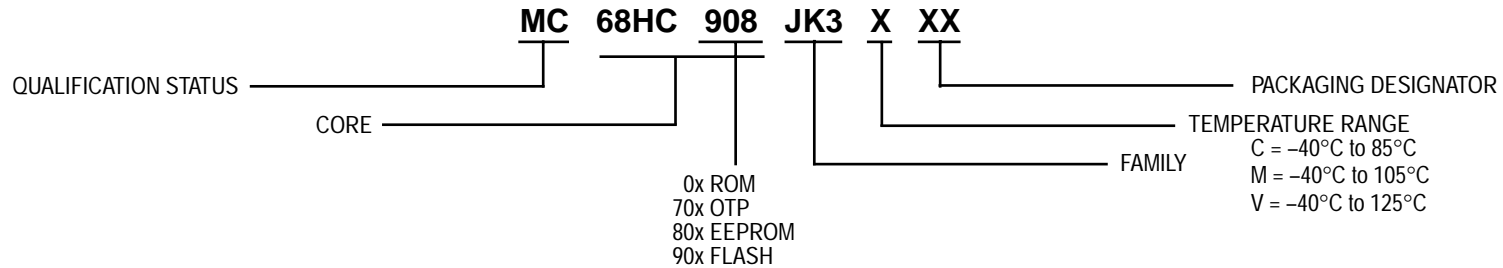 MC 68HC 908 JK3 X XX
QUALIFICATION STATUS
PACKAGING DESIGNATOR
CORE
TEMPERATURE RANGE
C = –40°C to 85°C
M = –40°C to 105°C
V = –40°C to 125°C
FAMILY
0x ROM
70x OTP
80x EEPROM
90x FLASH